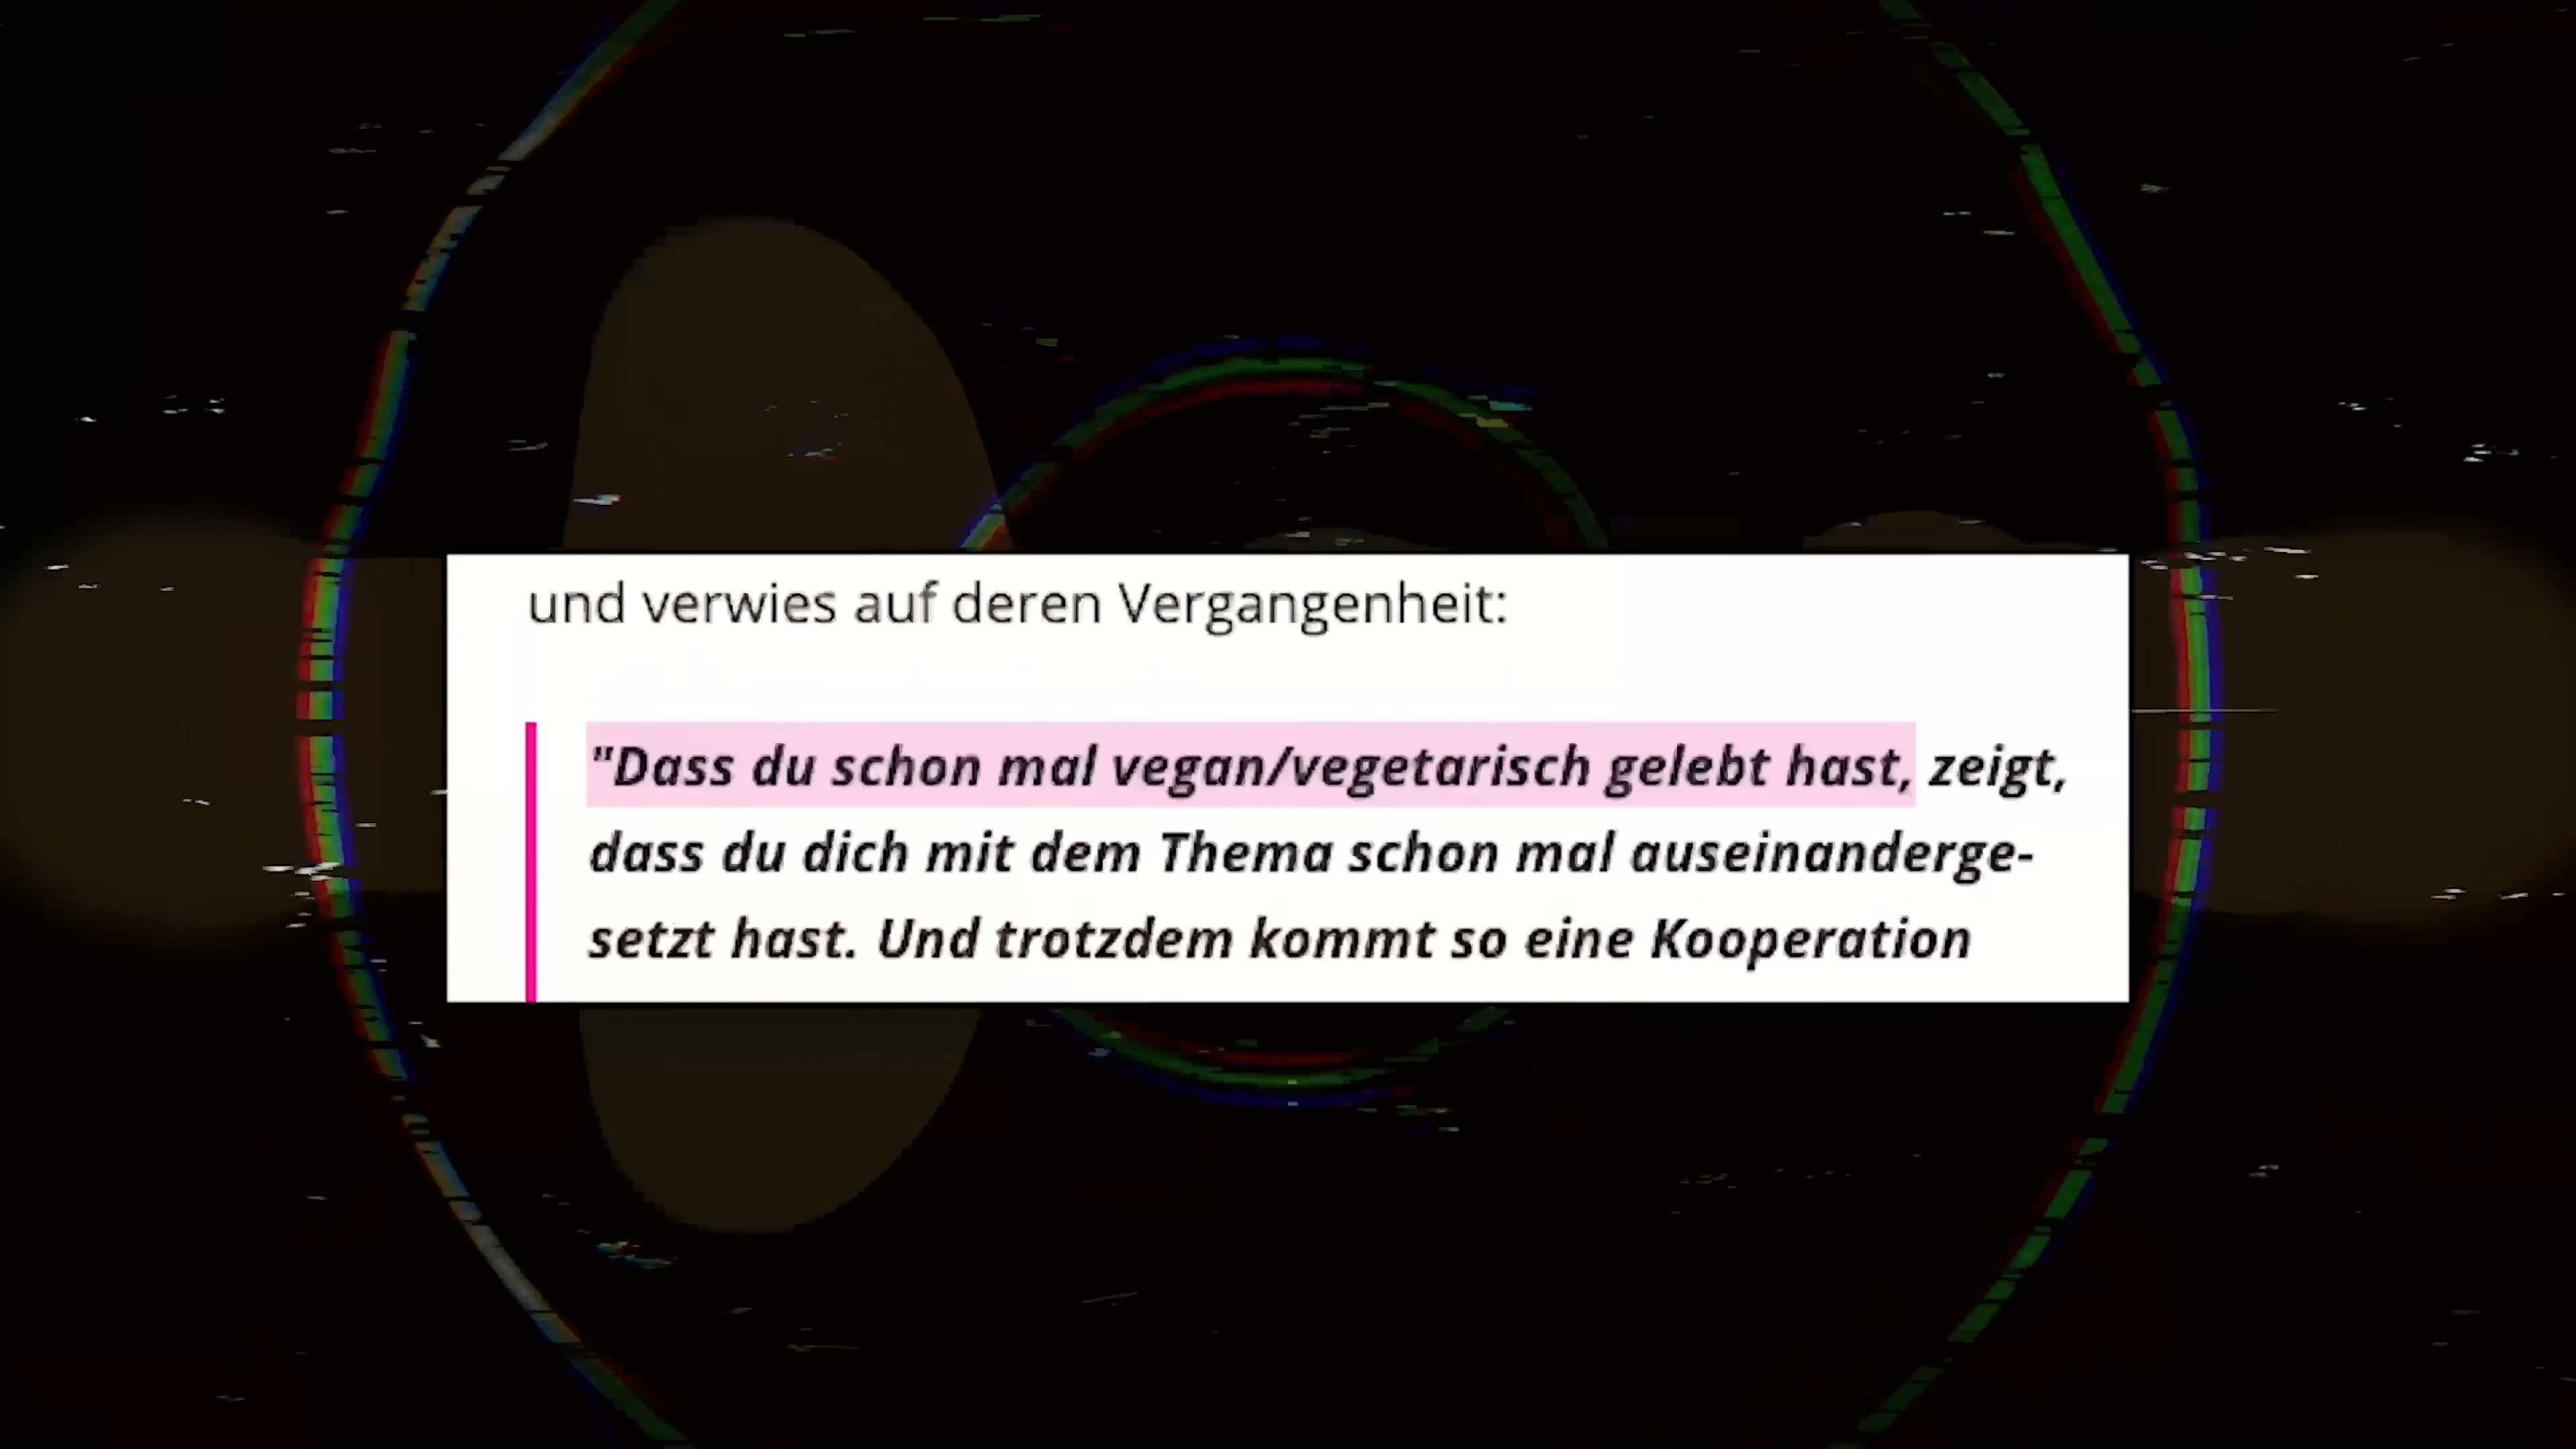 und verwies auf deren Vergangenheit:
"Dass du schon mal vegan/vegetarisch gelebt hast, zeigt,
dass du dich mit dem Thema schon mal auseinanderge-
setzt hast. Und trotzdem kommt so eine Kooperation